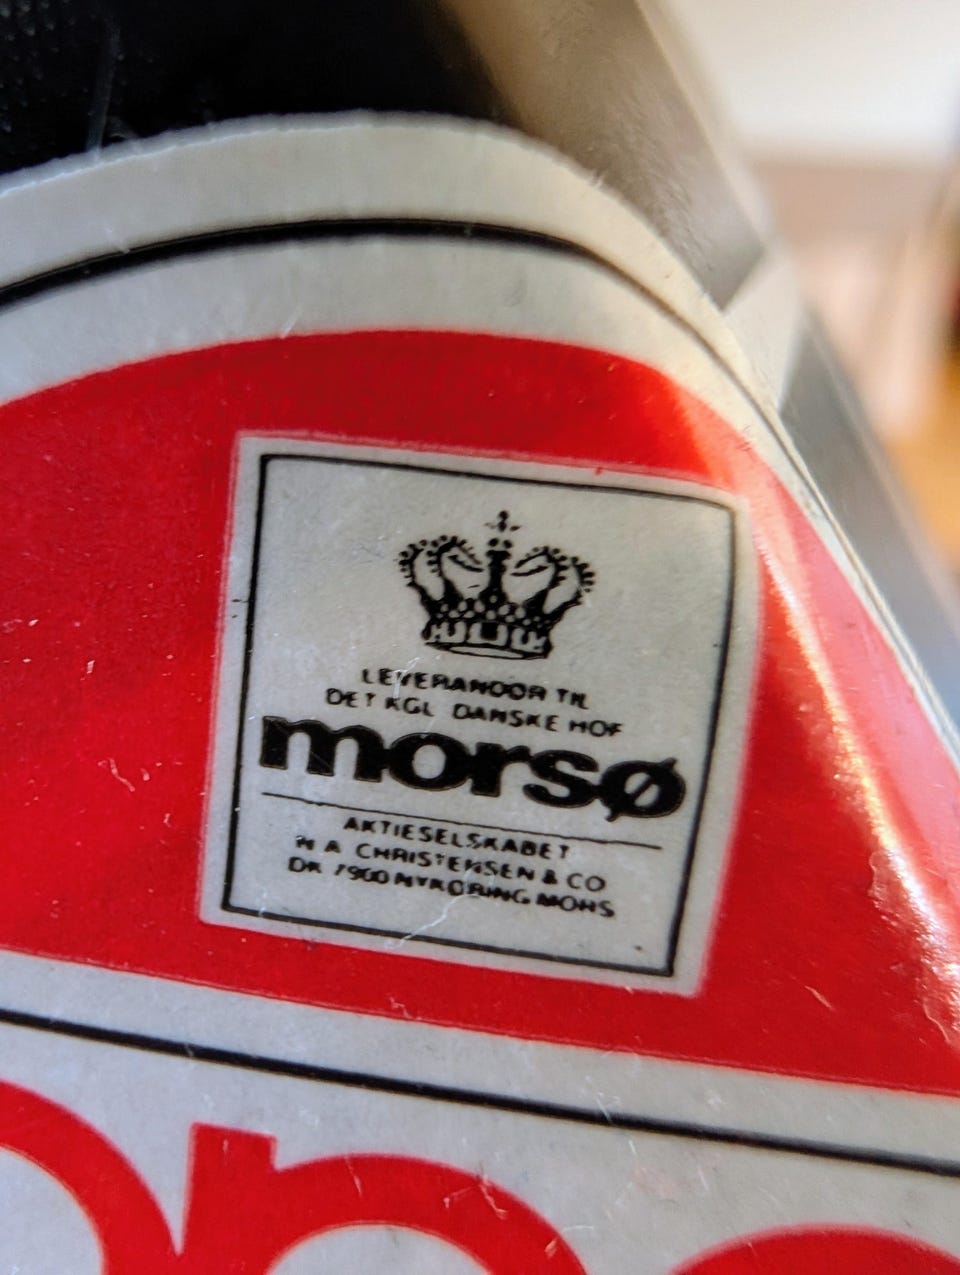 LEVERANDØR TIL
DET KGL DANSKE HOF
morsø
AKTIESELSKABET
N A CHRISTENSEN & CO
DK 7900 NYKØBING MORS